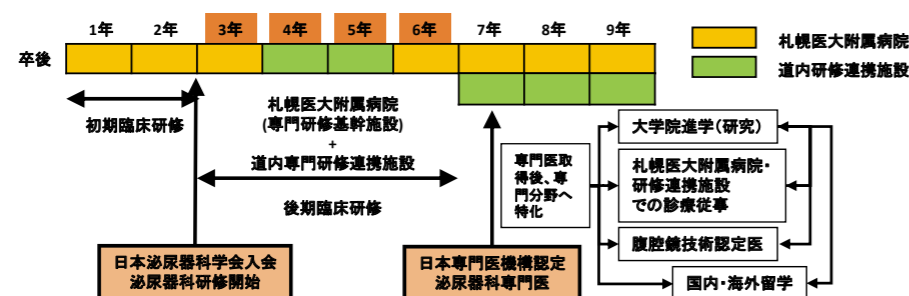 1年 2年 3年 4年 5年 6年 7年 8年 9年
卒後
札幌医大附属病院
道内研修連携施設
初期臨床研修
札幌医大附属病院
(専門研修基幹施設)
+
道内専門研修連携施設
後期臨床研修
専門医取
得後、専
門分野へ
特化
大学院進学(研究)
札幌医大附属病院・
研修連携施設
での診療従事
腹腔鏡技術認定医
国内・海外留学
日本泌尿器科学会入会
泌尿器科研修開始
日本専門医機構認定
泌尿器科専門医